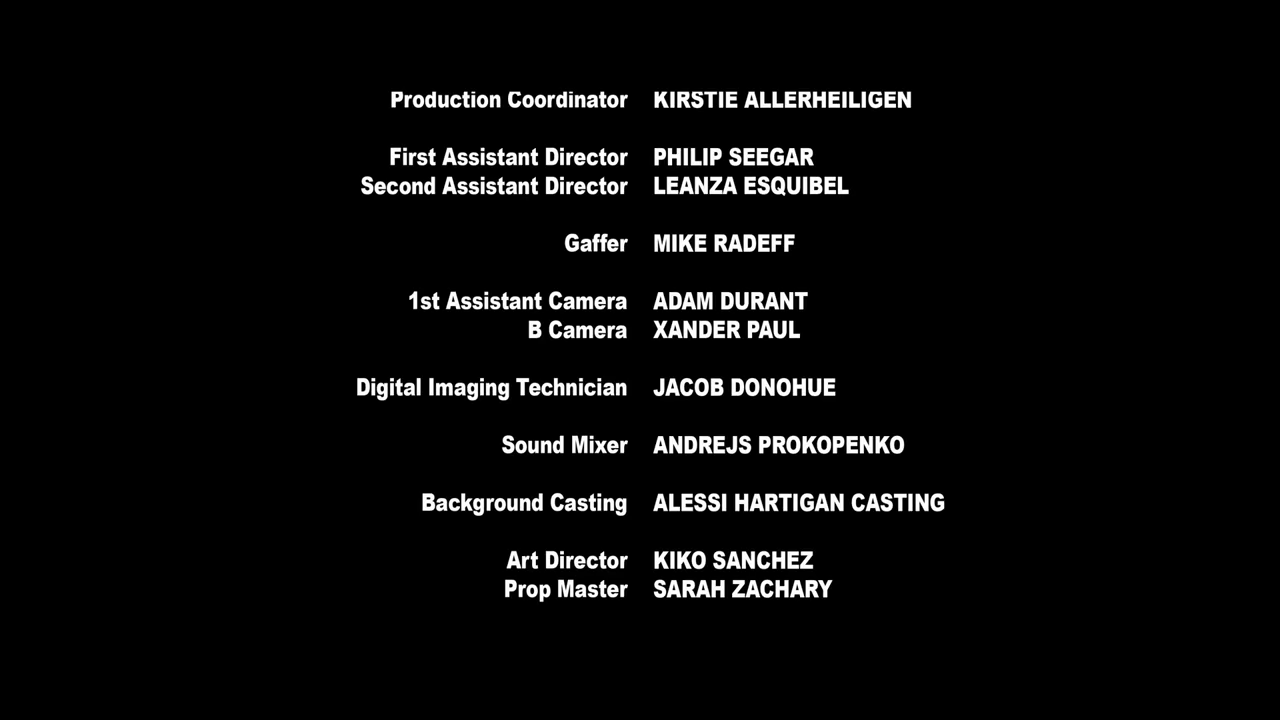 Production Coordinator KIRSTIE ALLERHEILIGEN
First Assistant Director PHILIP SEEGAR
Second Assistant Director LEANZA ESQUIBEL
Gaffer MIKE RADEFF
1st Assistant Camera ADAM DURANT
B Camera XANDER PAUL
Digital Imaging Technician JACOB DONOHUE
Sound Mixer ANDREJS PROKOPENKO
Background Casting ALESSI HARTIGAN CASTING
Art Director KIKO SANCHEZ
Prop Master SARAH ZACHARY